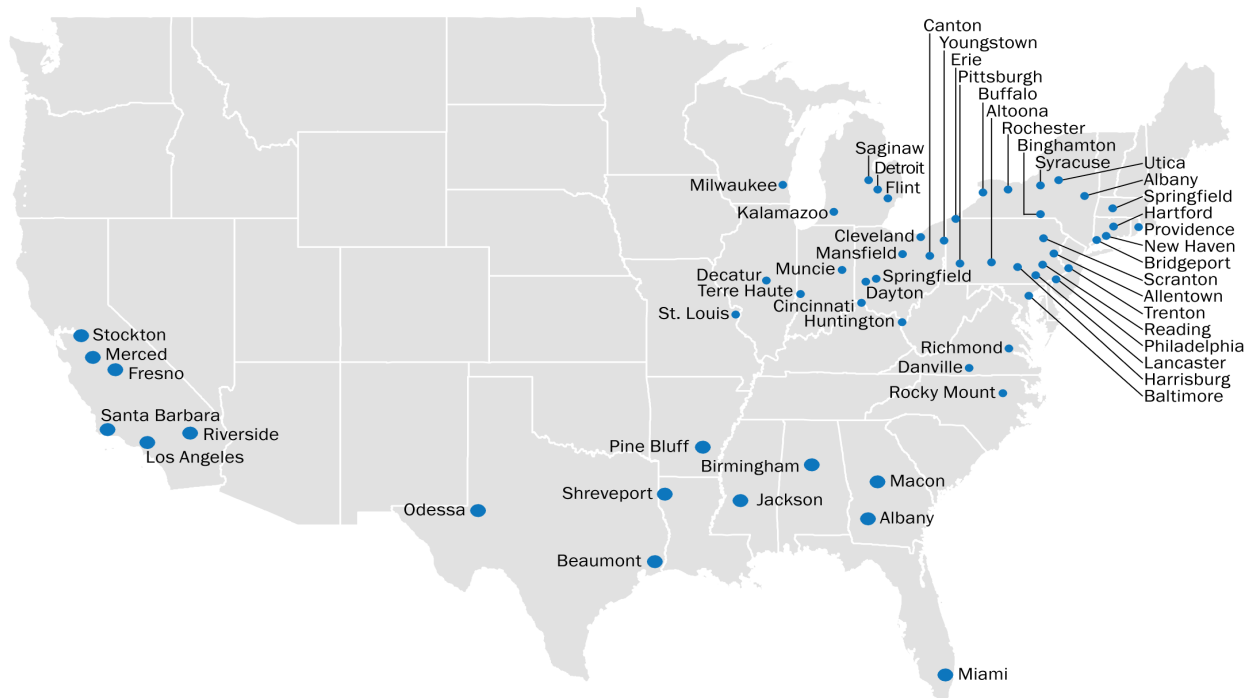 Canton
Youngstown
Erie
Pittsburgh
Buffalo
Altoona
Rochester
Binghamton
Syracuse
Utica
Albany
Springfield
Hartford
Providence
New Haven
Bridgeport
Scranton
Allentown
Trenton
Reading
Philadelphia
Lancaster
Harrisburg
Baltimore
Saginaw
Detroit
Flint
Milwaukee
Kalamazoo
Cleveland
Mansfield
Muncie
Springfield
Decatur
Terre Haute
Dayton
Cincinnati
St. Louis
Huntington
Richmond
Danville
Rocky Mount
Stockton
Merced
Fresno
Santa Barbara
Riverside
Los Angeles
Pine Bluff
Birmingham
Macon
Shreveport
Jackson
Odessa
Albany
Beaumont
Miami